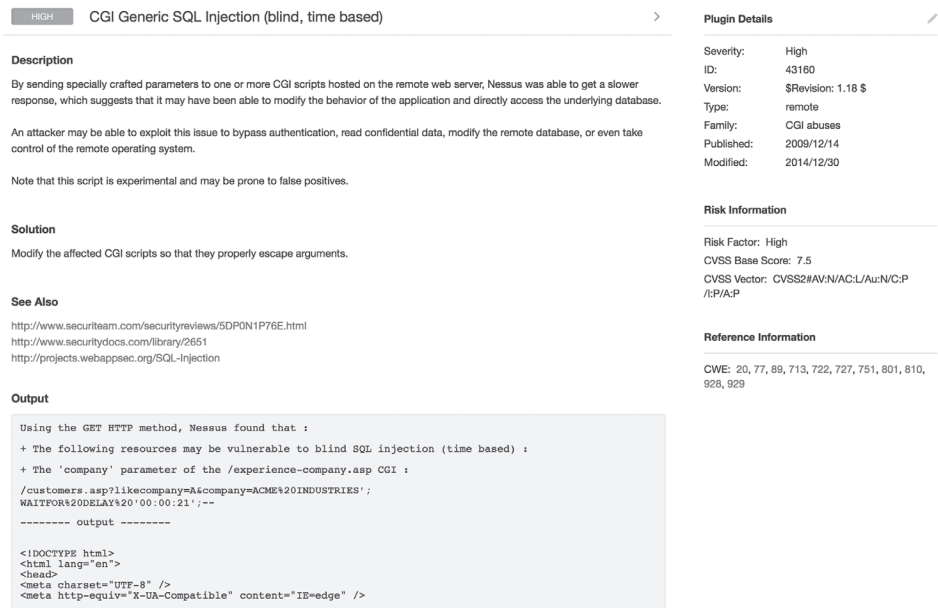 HIGH
CGI Generic SQL Injection (blind, time based)
Description
By sending specially crafted parameters to one or more CGI scripts hosted on the remote web server, Nessus was able to get a slower
response, which suggests that it may have been able to modify the behavior of the application and directly access the underlying database.
An attacker may be able to exploit this issue to bypass authentication, read confidential data, modify the remote database, or even take
control of the remote operating system.
Note that this script is experimental and may be prone to false positives.
Solution
Modify the affected CGI scripts so that they properly escape arguments.
See Also
http://www.securiteam.com/securityreviews/5DP0N1P76E.html
http://www.securitydocs.com/library/2651
http://projects.webappsec.org/SQL-Injection
Output
Using the GET HTTP method, Nessus found that :
+ The following resources may be vulnerable to blind SQL injection (time based) :
+ The 'company' parameter of the /experience-company.asp CGI :
/customers.asp?likecompany=A&company=ACME%20INDUSTRIES';
WAITFOR%20DELAY%20'00:00:21';--
-------- output --------
<!DOCTYPE html>
<html lang="en">
<head>
<meta charset="UTF-8" />
<meta http-equiv="X-UA-Compatible" content="IE=edge" />
Plugin Details
Severity: High
ID: 43160
Version: $Revision: 1.18 $
Type: remote
Family: CGI abuses
Published: 2009/12/14
Modified: 2014/12/30
Risk Information
Risk Factor: High
CVSS Base Score: 7.5
CVSS Vector: CVSS2#AV:N/AC:L/Au:N/C:P
/I:P/A:P
Reference Information
CWE: 20, 77, 89, 713, 722, 727, 751, 801, 810,
928, 929